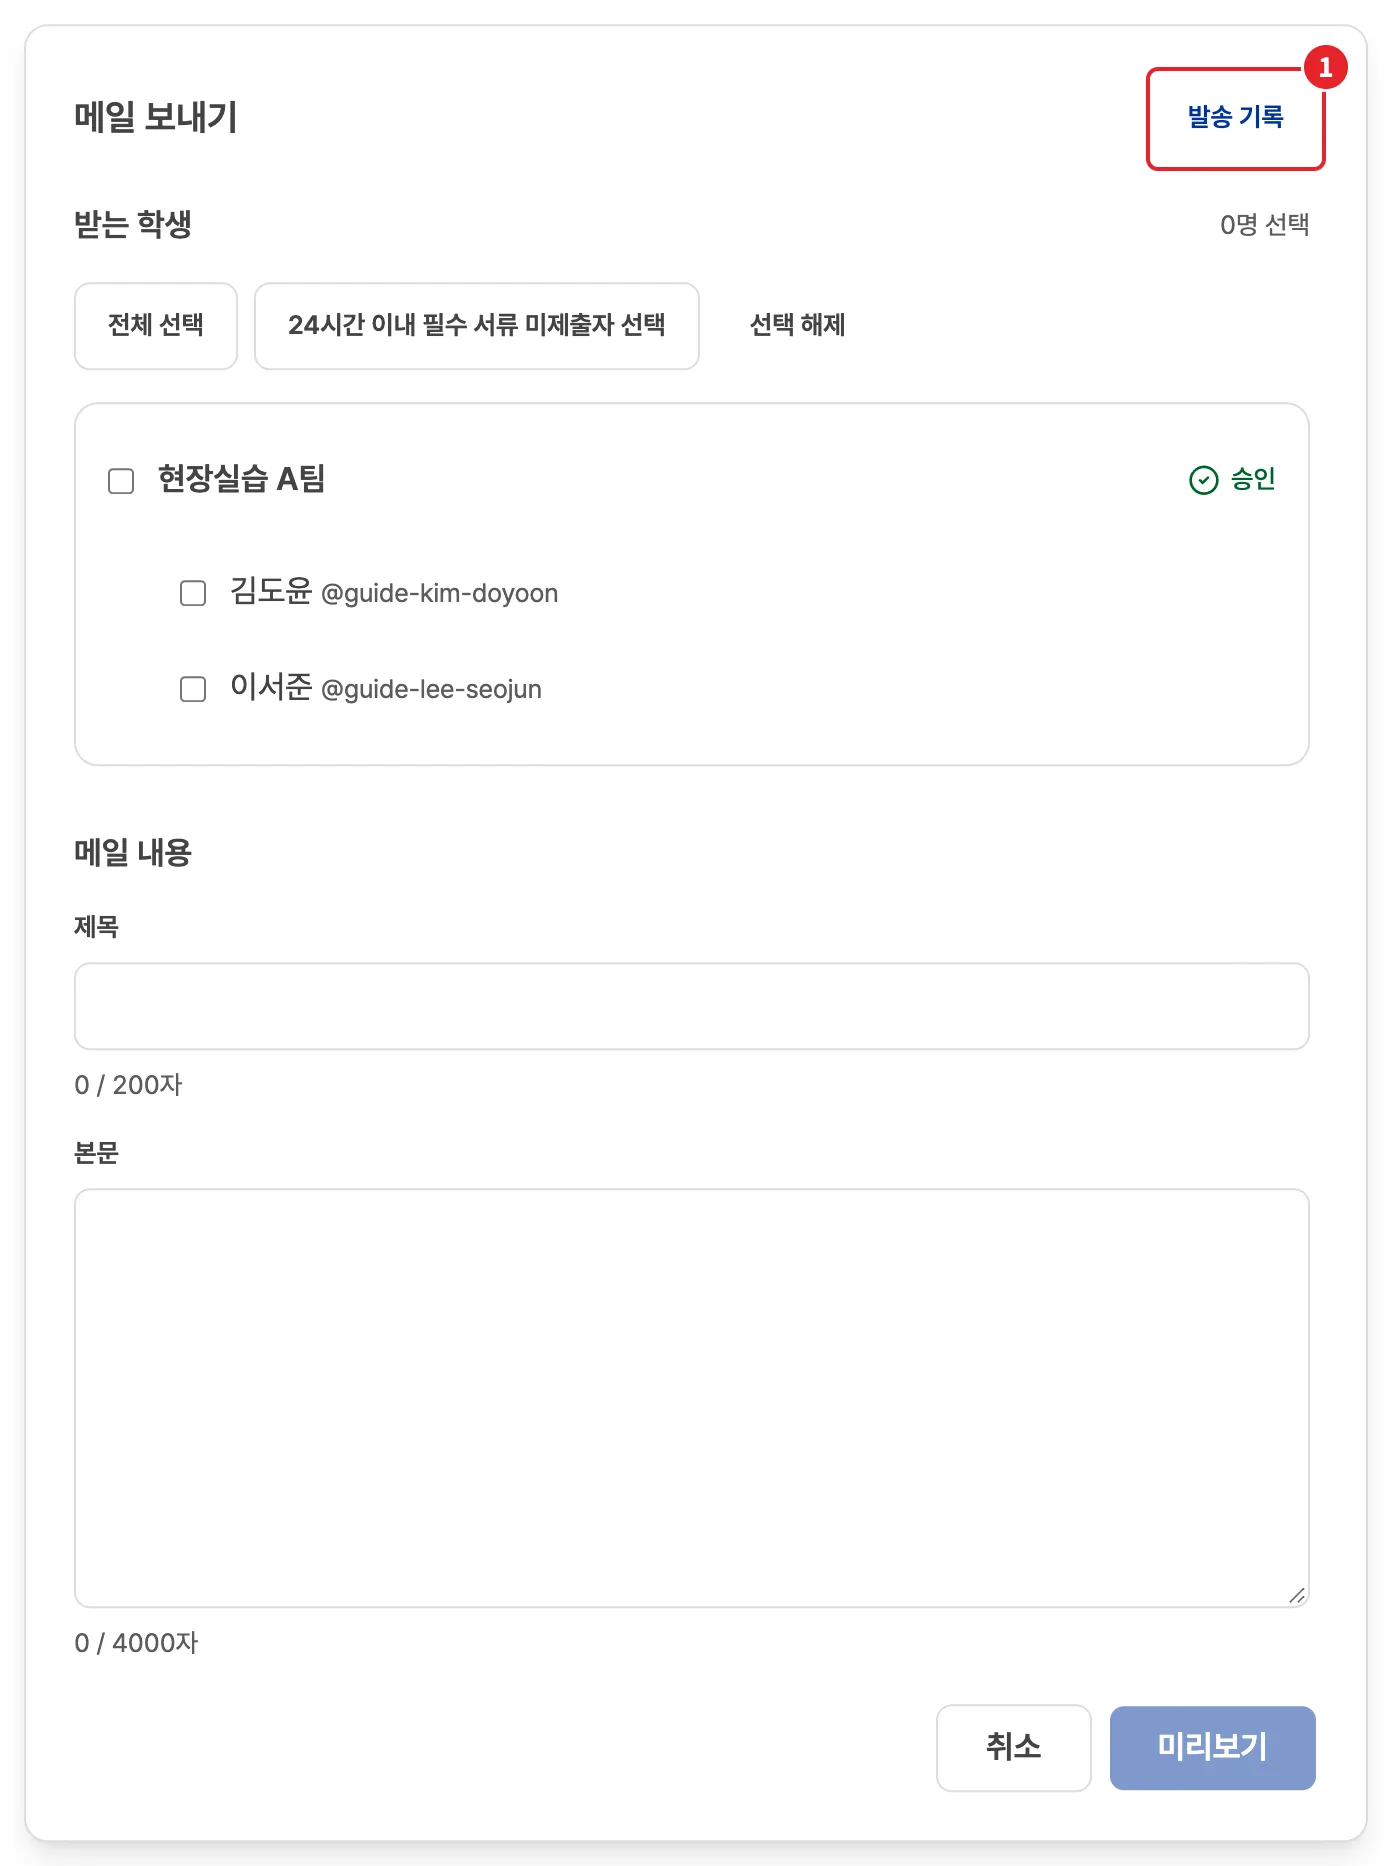 메일 보내기
발송 기록
1
받는 학생
0명 선택
전체 선택
24시간 이내 필수 서류 미제출자 선택
선택 해제
현장실습 A팀
승인
김도윤 @guide-kim-doyoon
이서준 @guide-lee-seojun
메일 내용
제목
0 / 200자
본문
0 / 4000자
취소
미리보기